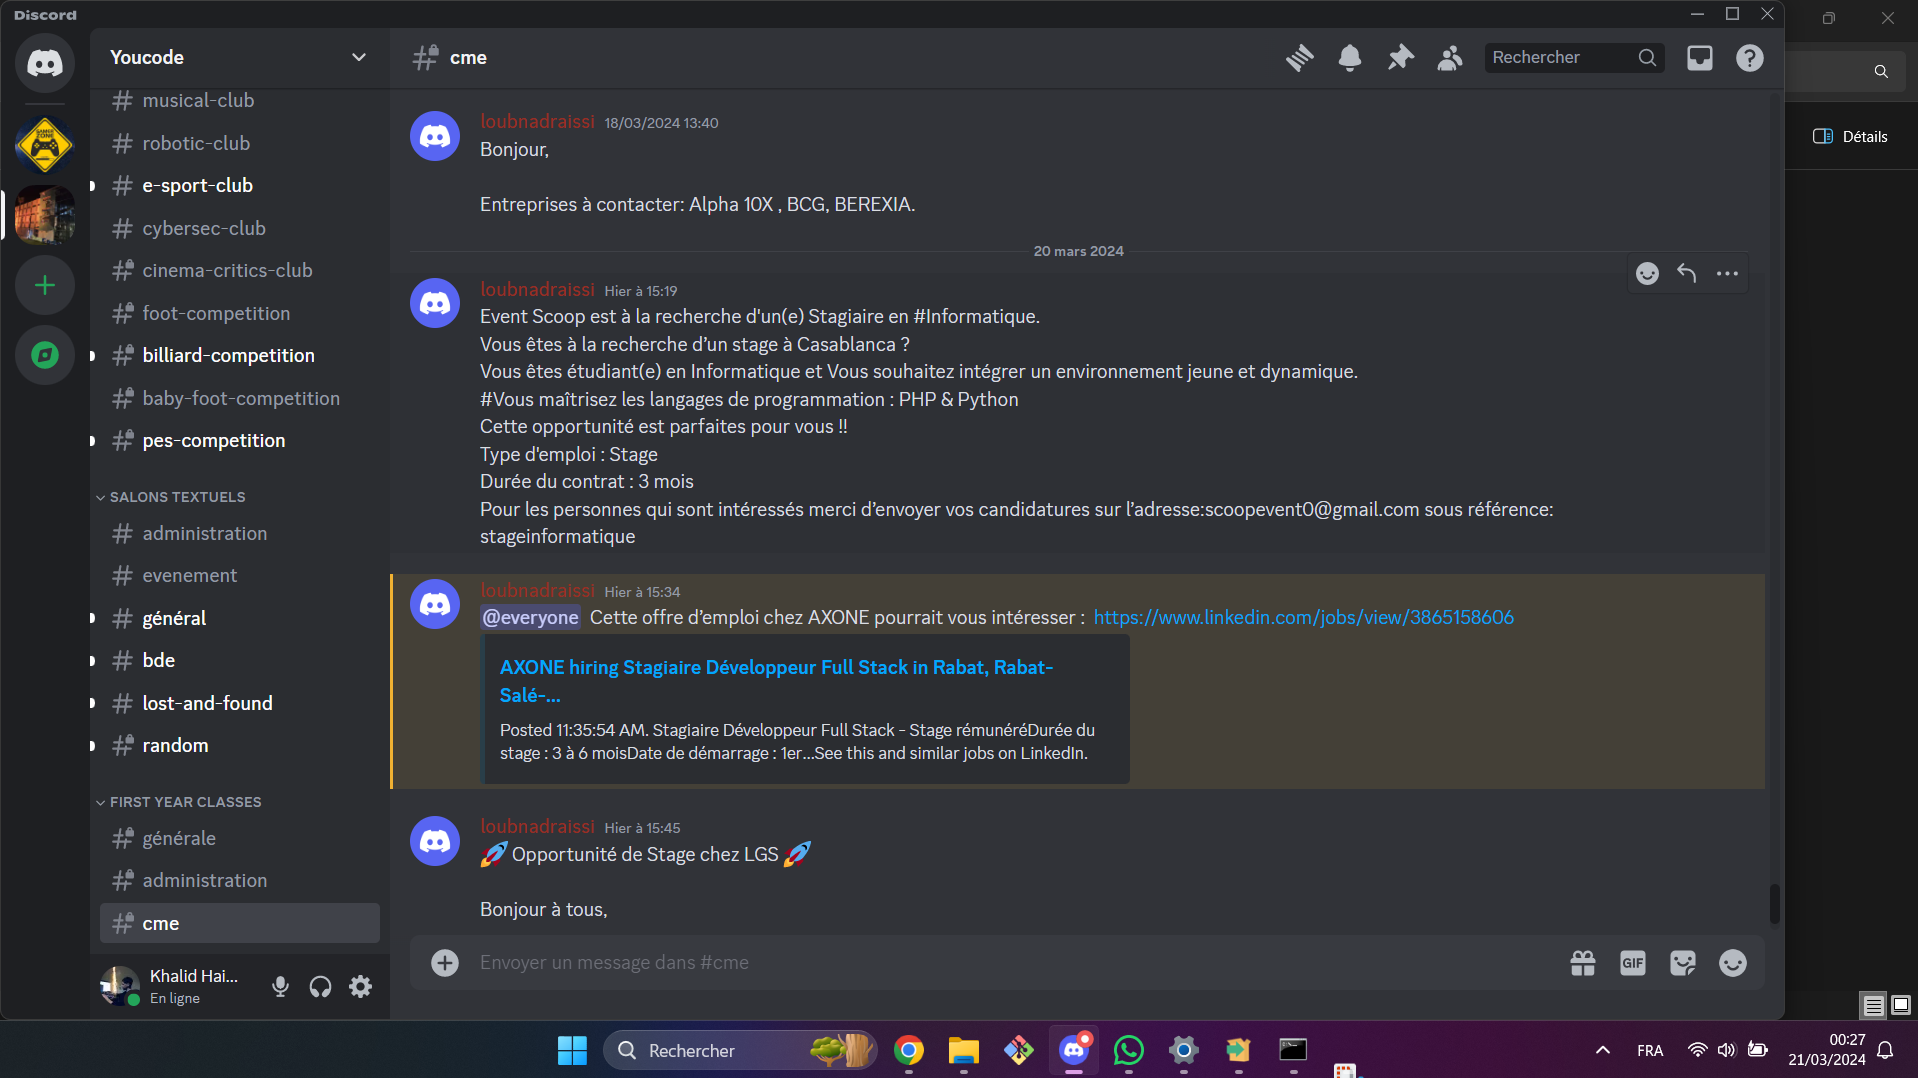 Discord
Youcode
musical-club
robotic-club
e-sport-club
cybersec-club
cinema-critics-club
foot-competition
billiard-competition
baby-foot-competition
pes-competition
SALONS TEXTUELS
administration
evenement
général
bde
lost-and-found
random
FIRST YEAR CLASSES
générale
administration
cme
Khalid Hai...
En ligne
cme
Rechercher
loubnadraissi 18/03/2024 13:40
Bonjour,
Entreprises à contacter: Alpha 10X , BCG, BEREXIA.
20 mars 2024
loubnadraissi Hier à 15:19
Event Scoop est à la recherche d'un(e) Stagiaire en #Informatique.
Vous êtes à la recherche d’un stage à Casablanca ?
Vous êtes étudiant(e) en Informatique et Vous souhaitez intégrer un environnement jeune et dynamique.
#Vous maîtrisez les langages de programmation : PHP & Python
Cette opportunité est parfaites pour vous !!
Type d'emploi : Stage
Durée du contrat : 3 mois
Pour les personnes qui sont intéressés merci d’envoyer vos candidatures sur l’adresse:scoopevent0@gmail.com sous référence:
stageinformatique
loubnadraissi Hier à 15:34
@everyone Cette offre d’emploi chez AXONE pourrait vous intéresser : https://www.linkedin.com/jobs/view/3865158606
AXONE hiring Stagiaire Développeur Full Stack in Rabat, Rabat-
Salé-...
Posted 11:35:54 AM. Stagiaire Développeur Full Stack - Stage rémunéréDurée du
stage : 3 à 6 moisDate de démarrage : 1er...See this and similar jobs on LinkedIn.
loubnadraissi Hier à 15:45
🚀 Opportunité de Stage chez LGS 🚀
Bonjour à tous,
Envoyer un message dans #cme
GIF
Détails
Rechercher
FRA
00:27
21/03/2024